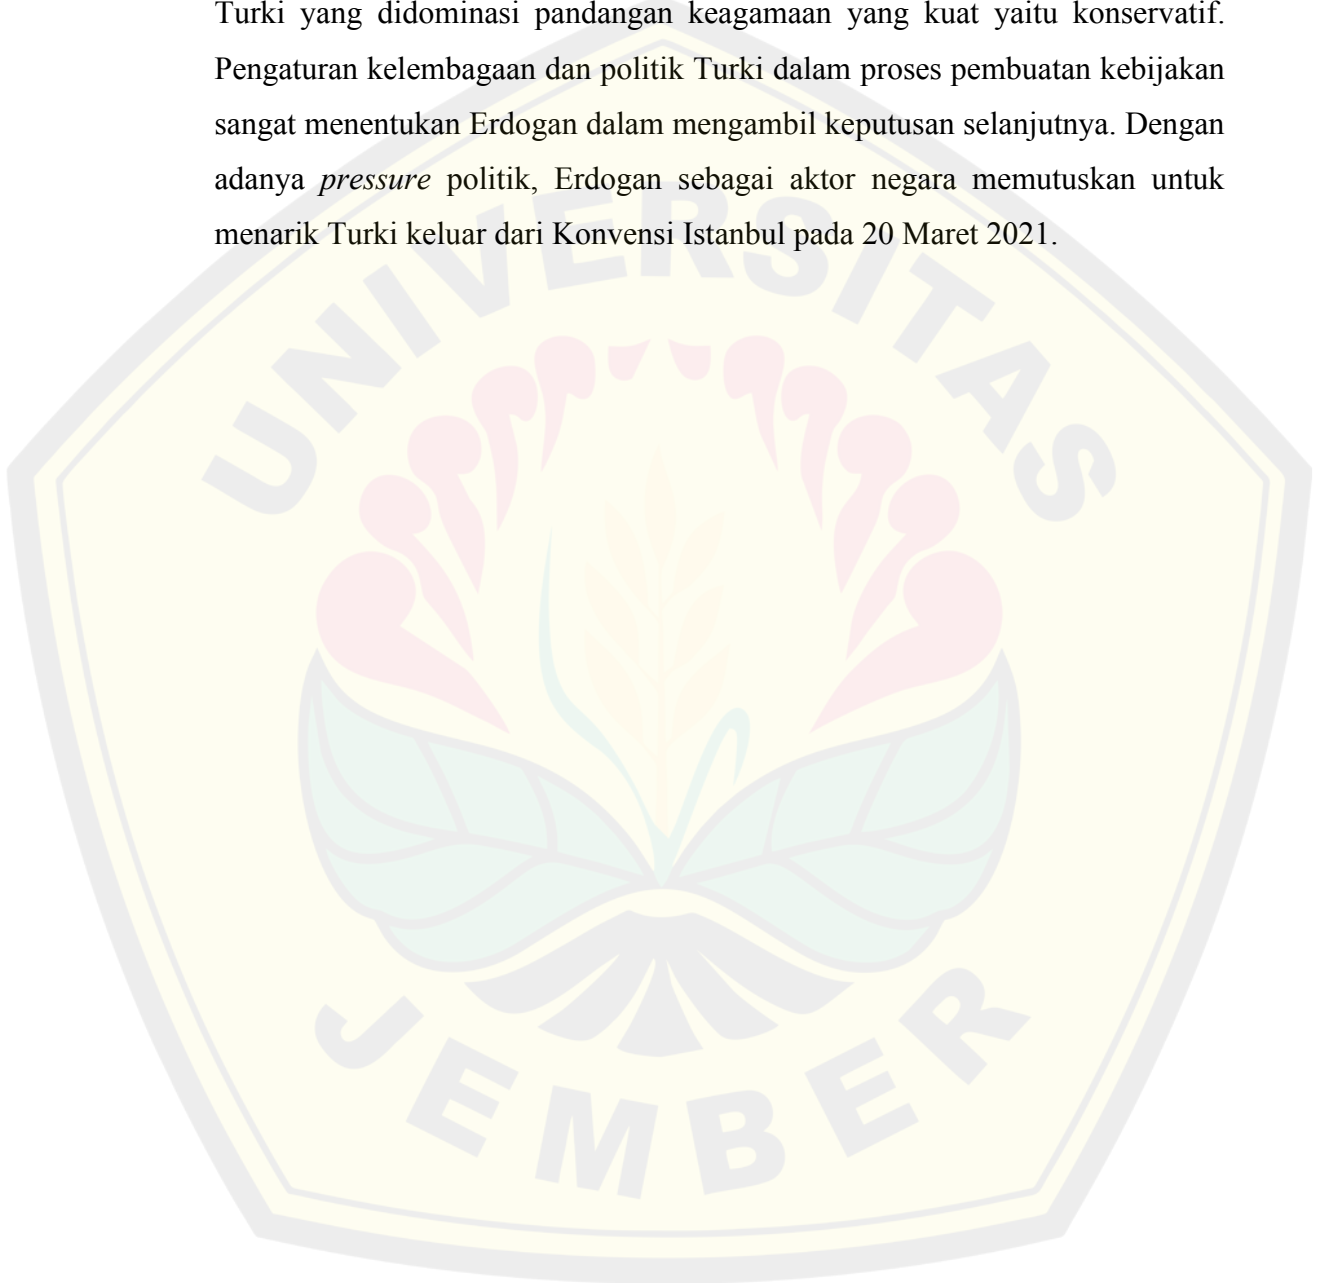 Turki yang didominasi pandangan keagamaan yang kuat yaitu konservatif.
Pengaturan kelembagaan dan politik Turki dalam proses pembuatan kebijakan
sangat menentukan Erdogan dalam mengambil keputusan selanjutnya. Dengan
adanya pressure politik, Erdogan sebagai aktor negara memutuskan untuk
menarik Turki keluar dari Konvensi Istanbul pada 20 Maret 2021.
UNIVERSITAS
JEMBER